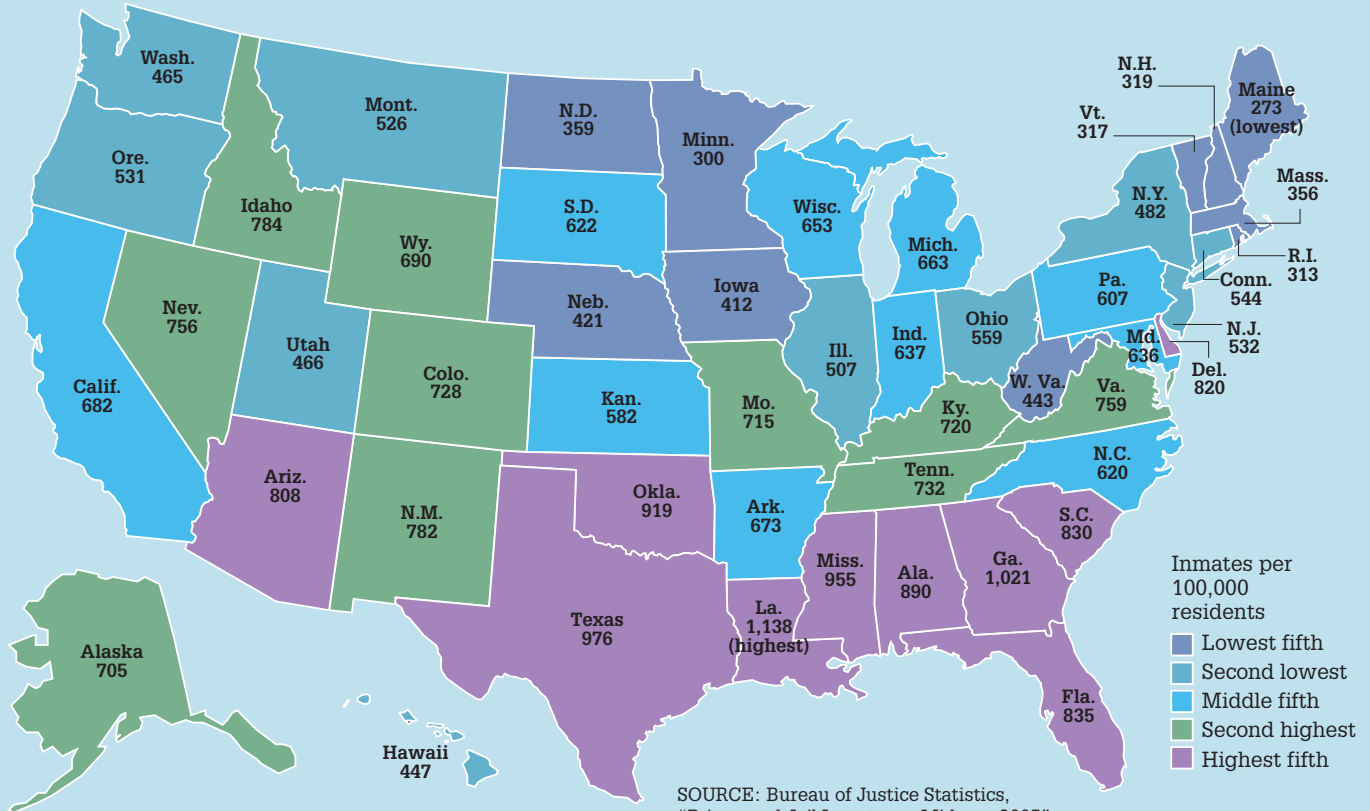 Wash.
465
Ore.
531
Calif.
682
Nev.
756
Idaho
784
Mont.
526
Wy.
690
Utah
466
Colo.
728
Ariz.
808
N.M.
782
N.D.
359
S.D.
622
Neb.
421
Kan.
582
Okla.
919
Texas
976
Minn.
300
Iowa
412
Mo.
715
Ark.
673
La.
1,138
(highest)
Wisc.
653
Ill.
507
Mich.
663
Ind.
637
Ohio
559
Ky.
720
Tenn.
732
Miss.
955
Ala.
890
Ga.
1,021
Fla.
835
S.C.
830
N.C.
620
Va.
759
W. Va.
443
Md.
636
Del.
820
Pa.
607
N.J.
532
N.Y.
482
Conn.
544
R.I.
313
Mass.
356
Vt.
317
N.H.
319
Maine
273
(lowest)
Alaska
705
Hawaii
447
Inmates per
100,000
residents
Lowest fifth
Second lowest
Middle fifth
Second highest
Highest fifth
SOURCE: Bureau of Justice Statistics,